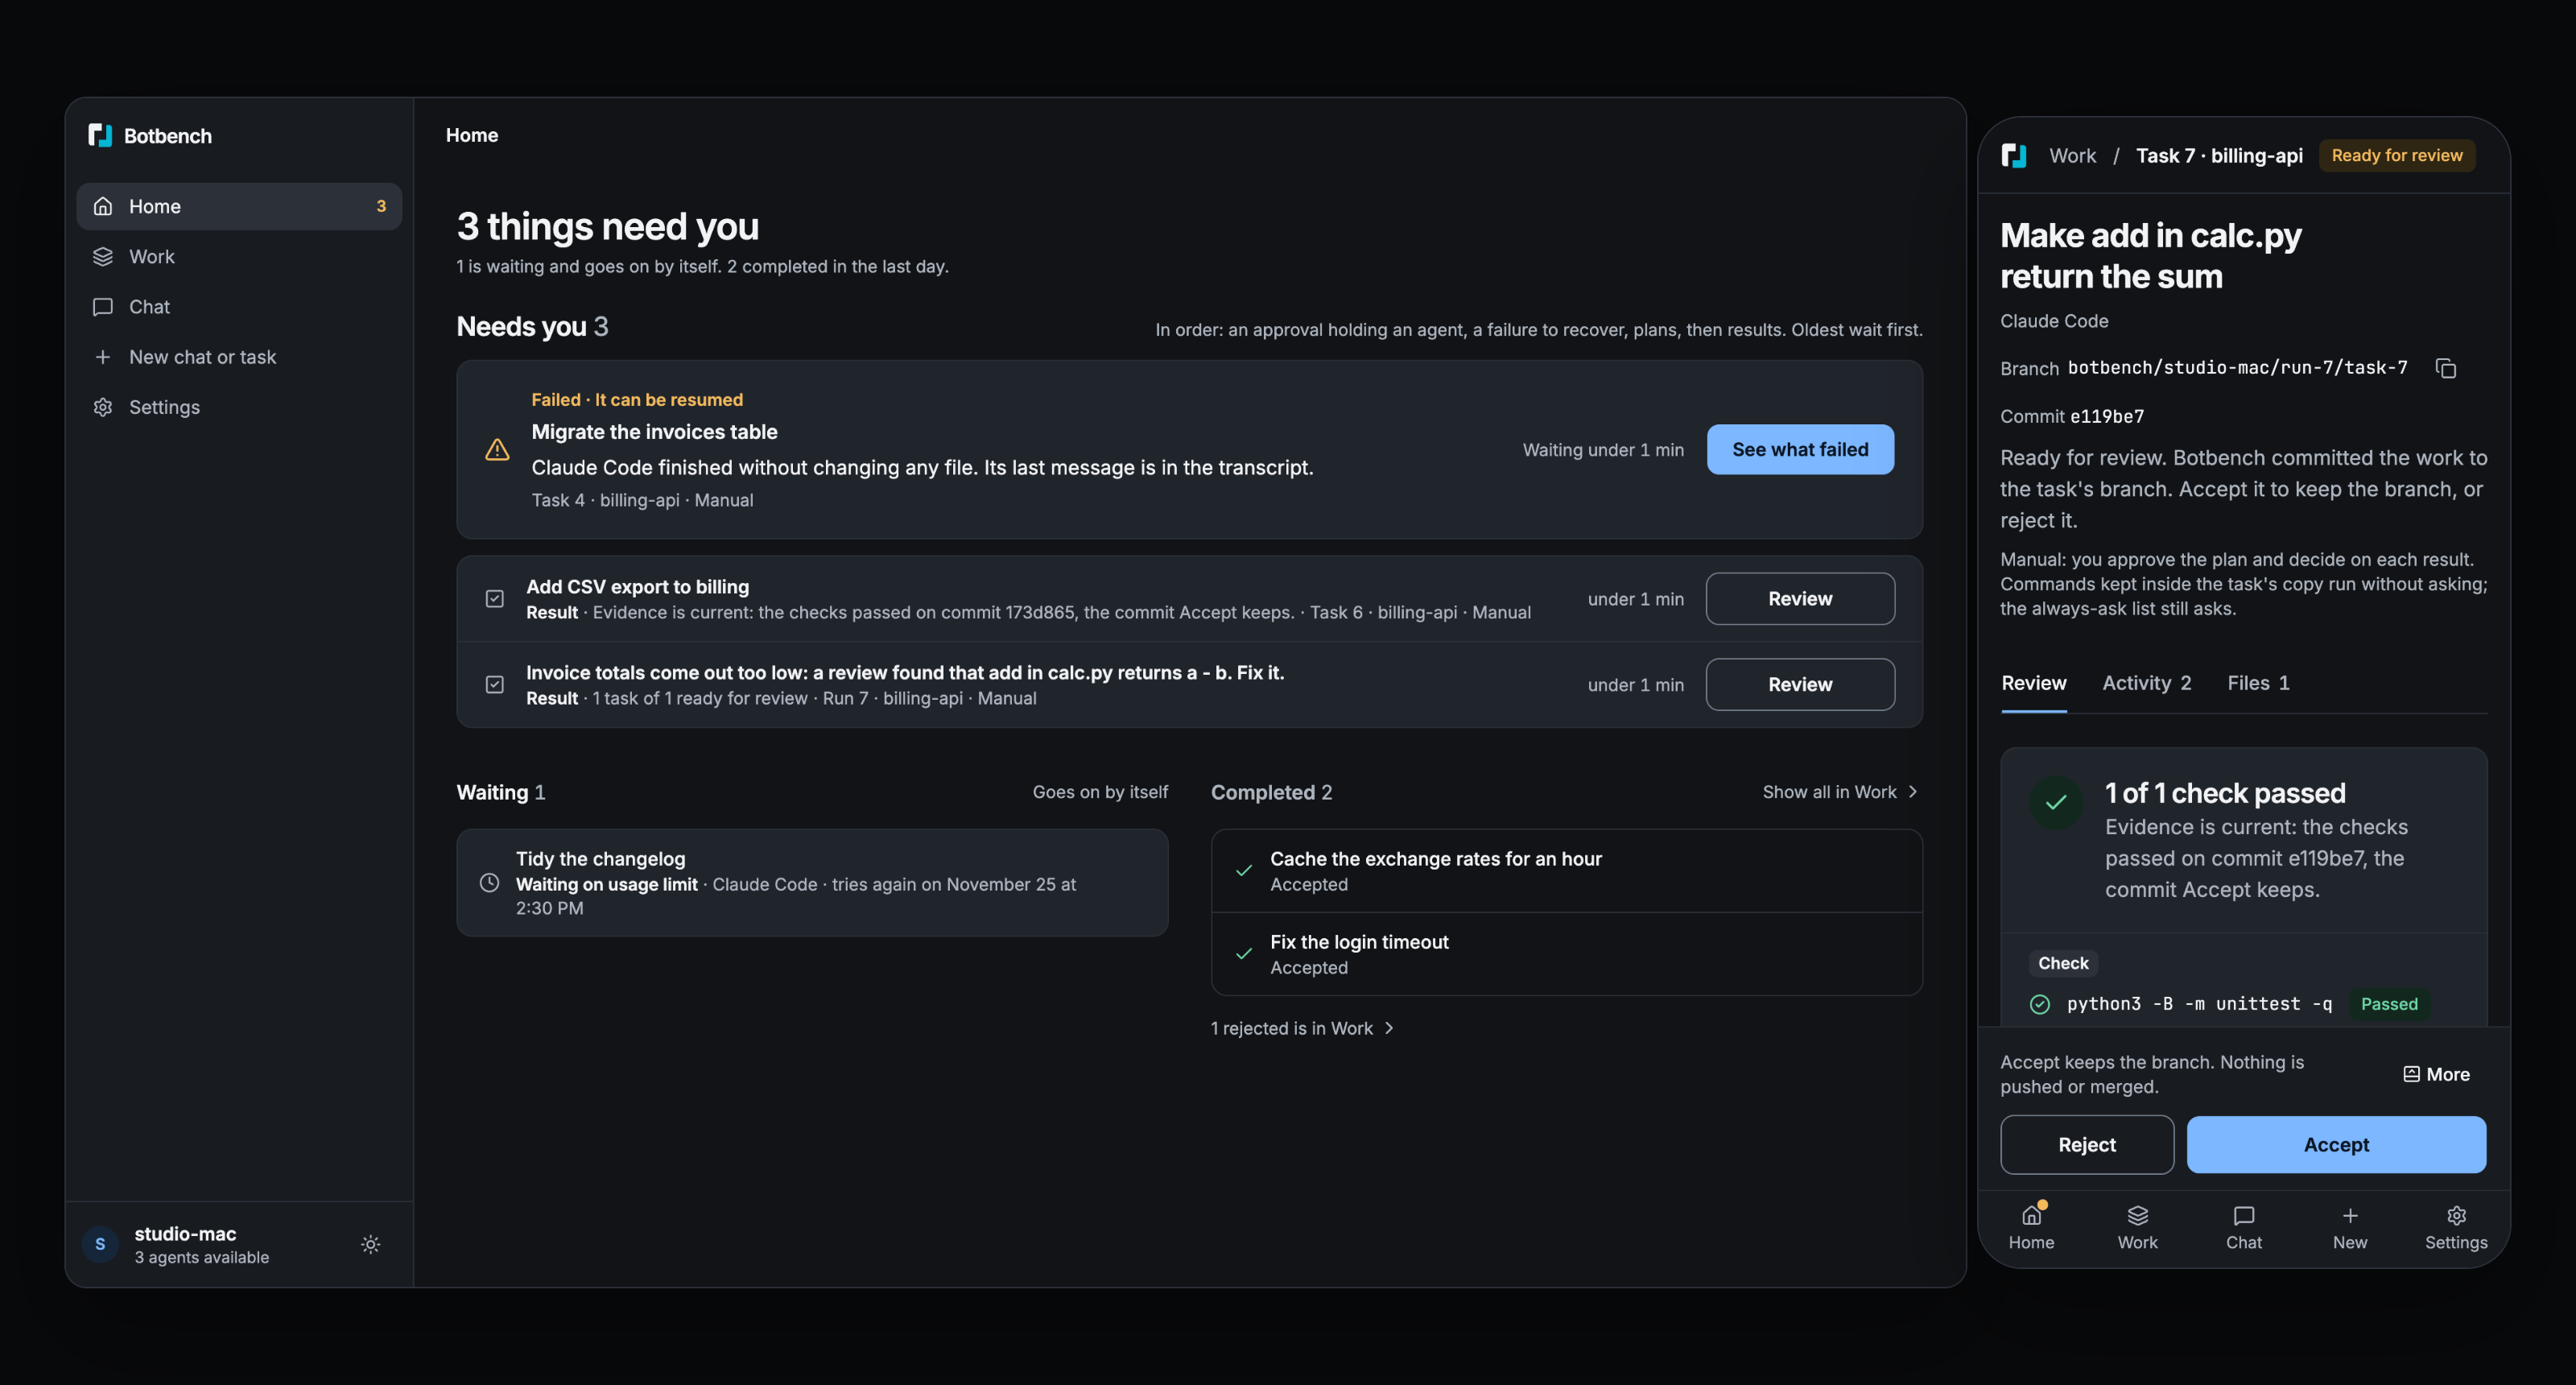 Botbench
Home 3
Work
Chat
New chat or task
Settings
S
studio-mac
3 agents available
Home
3 things need you
1 is waiting and goes on by itself. 2 completed in the last day.
Needs you 3
In order: an approval holding an agent, a failure to recover, plans, then results. Oldest wait first.
Failed · It can be resumed
Migrate the invoices table
Claude Code finished without changing any file. Its last message is in the transcript.
Task 4 · billing-api · Manual
Waiting under 1 min
See what failed
Add CSV export to billing
Result · Evidence is current: the checks passed on commit 173d865, the commit Accept keeps. · Task 6 · billing-api · Manual
under 1 min
Review
Invoice totals come out too low: a review found that add in calc.py returns a - b. Fix it.
Result · 1 task of 1 ready for review · Run 7 · billing-api · Manual
under 1 min
Review
Waiting 1
Goes on by itself
Tidy the changelog
Waiting on usage limit · Claude Code · tries again on November 25 at
2:30 PM
Completed 2
Show all in Work
Cache the exchange rates for an hour
Accepted
Fix the login timeout
Accepted
1 rejected is in Work
Work / Task 7 · billing-api
Ready for review
Make add in calc.py
return the sum
Claude Code
Branch botbench/studio-mac/run-7/task-7
Commit e119be7
Ready for review. Botbench committed the work to
the task's branch. Accept it to keep the branch, or
reject it.
Manual: you approve the plan and decide on each result.
Commands kept inside the task's copy run without asking;
the always-ask list still asks.
Review
Activity 2
Files 1
1 of 1 check passed
Evidence is current: the checks
passed on commit e119be7, the
commit Accept keeps.
Check
python3 -B -m unittest -q
Passed
Accept keeps the branch. Nothing is
pushed or merged.
More
Reject
Accept
Home
Work
Chat
New
Settings